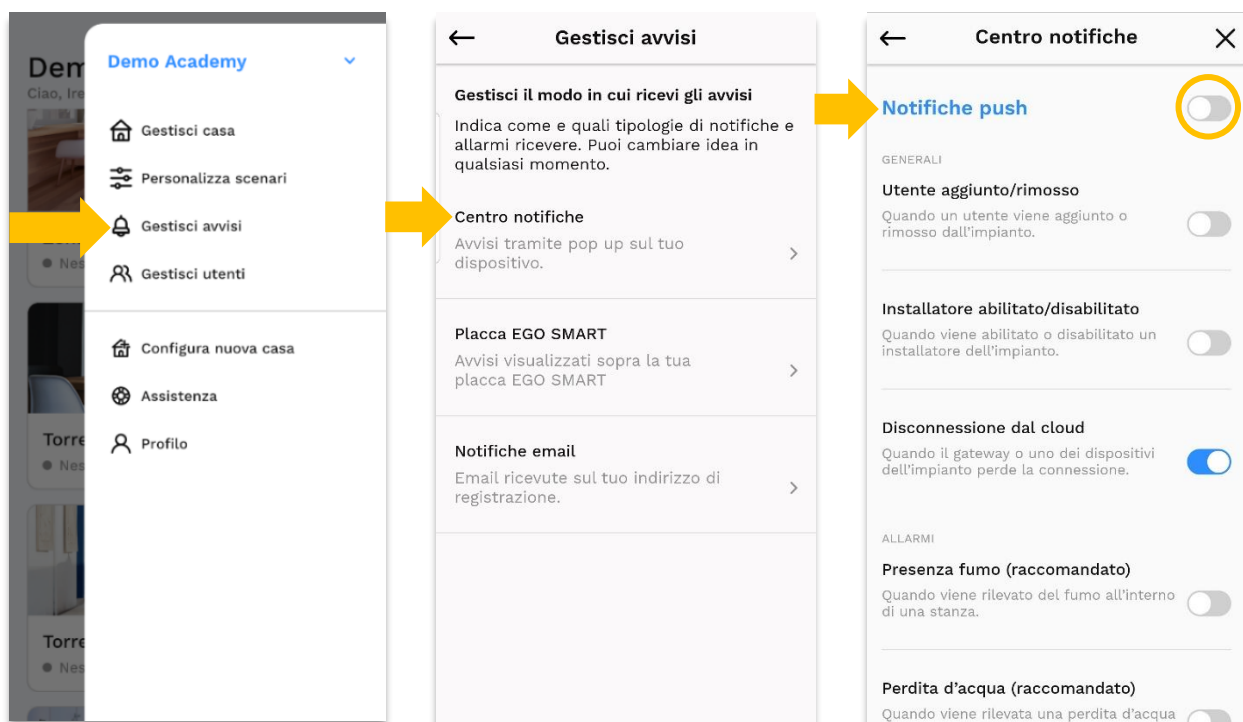 Dem
Ciao, Ire
Nes
Torre
Nes
Torre
Nes
Demo Academy
Gestisci casa
Personalizza scenari
Gestisci avvisi
Gestisci utenti
Configura nuova casa
Assistenza
Profilo
Gestisci avvisi
Gestisci il modo in cui ricevi gli avvisi
Indica come e quali tipologie di notifiche e
allarmi ricevere. Puoi cambiare idea in
qualsiasi momento.
Centro notifiche
Avvisi tramite pop up sul tuo
dispositivo.
Placca EGO SMART
Avvisi visualizzati sopra la tua
placca EGO SMART
Notifiche email
Email ricevute sul tuo indirizzo di
registrazione.
Centro notifiche
Notifiche push
GENERALI
Utente aggiunto/rimosso
Quando un utente viene aggiunto o
rimosso dall'impianto.
Installatore abilitato/disabilitato
Quando viene abilitato o disabilitato un
installatore dell'impianto.
Disconnessione dal cloud
Quando il gateway o uno dei dispositivi
dell'impianto perde la connessione.
ALLARMI
Presenza fumo (raccomandato)
Quando viene rilevato del fumo all'interno
di una stanza.
Perdita d'acqua (raccomandato)
Quando viene rilevata una perdita d'acqua